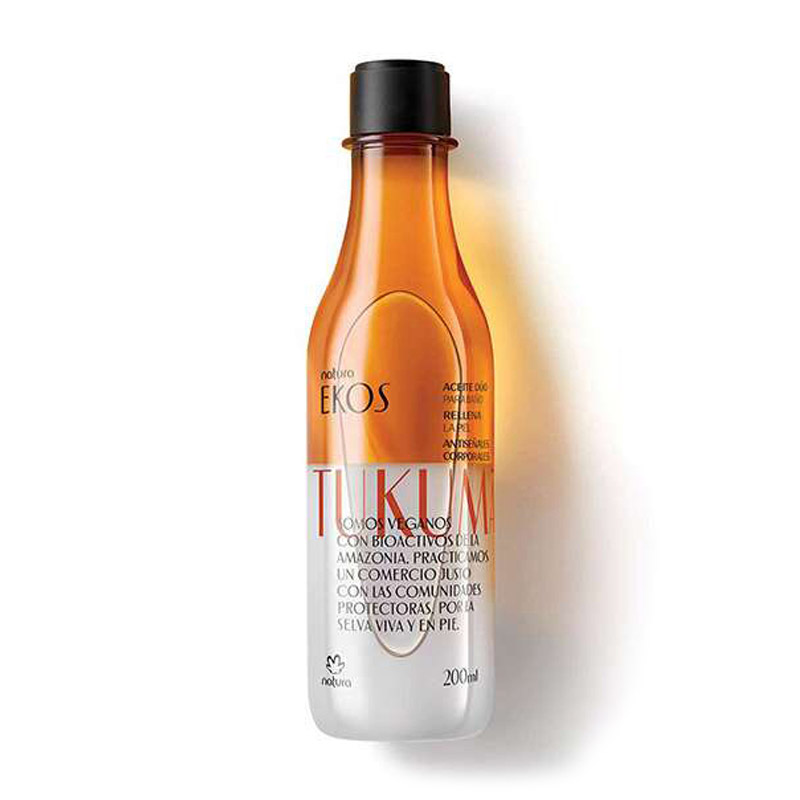 natura
EKOS
ACEITE DÚO
PARA BAÑO
RELLENA
LA PIEL
ANTISEÑALES
CORPORALES
TUKUM
SOMOS VEGANOS
CON BIOACTIVOS DE LA
AMAZONIA. PRACTICAMOS
UN COMERCIO JUSTO
CON LAS COMUNIDADES
PROTECTORAS, POR LA
SELVA VIVA Y EN PIE.
natura
200ml